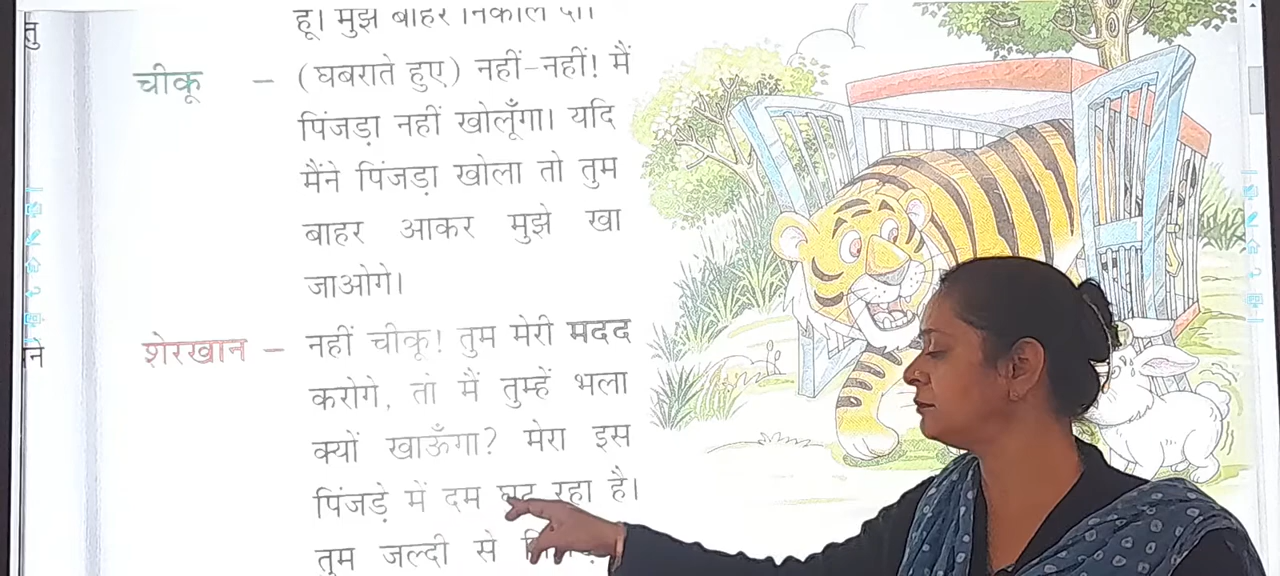 तु
हू। मुझे बाहर निकाल दो।
चीकू – (घबराते हुए) नहीं-नहीं! मैं
पिंजड़ा नहीं खोलूँगा। यदि
मैंने पिंजड़ा खोला तो तुम
बाहर आकर मुझे खा
जाओगे।
ने
शेरखान – नहीं चीकू! तुम मेरी मदद
करोगे, तो मैं तुम्हें भला
क्यों खाऊँगा? मेरा इस
पिंजड़े में दम घुट रहा है।
तुम जल्दी से